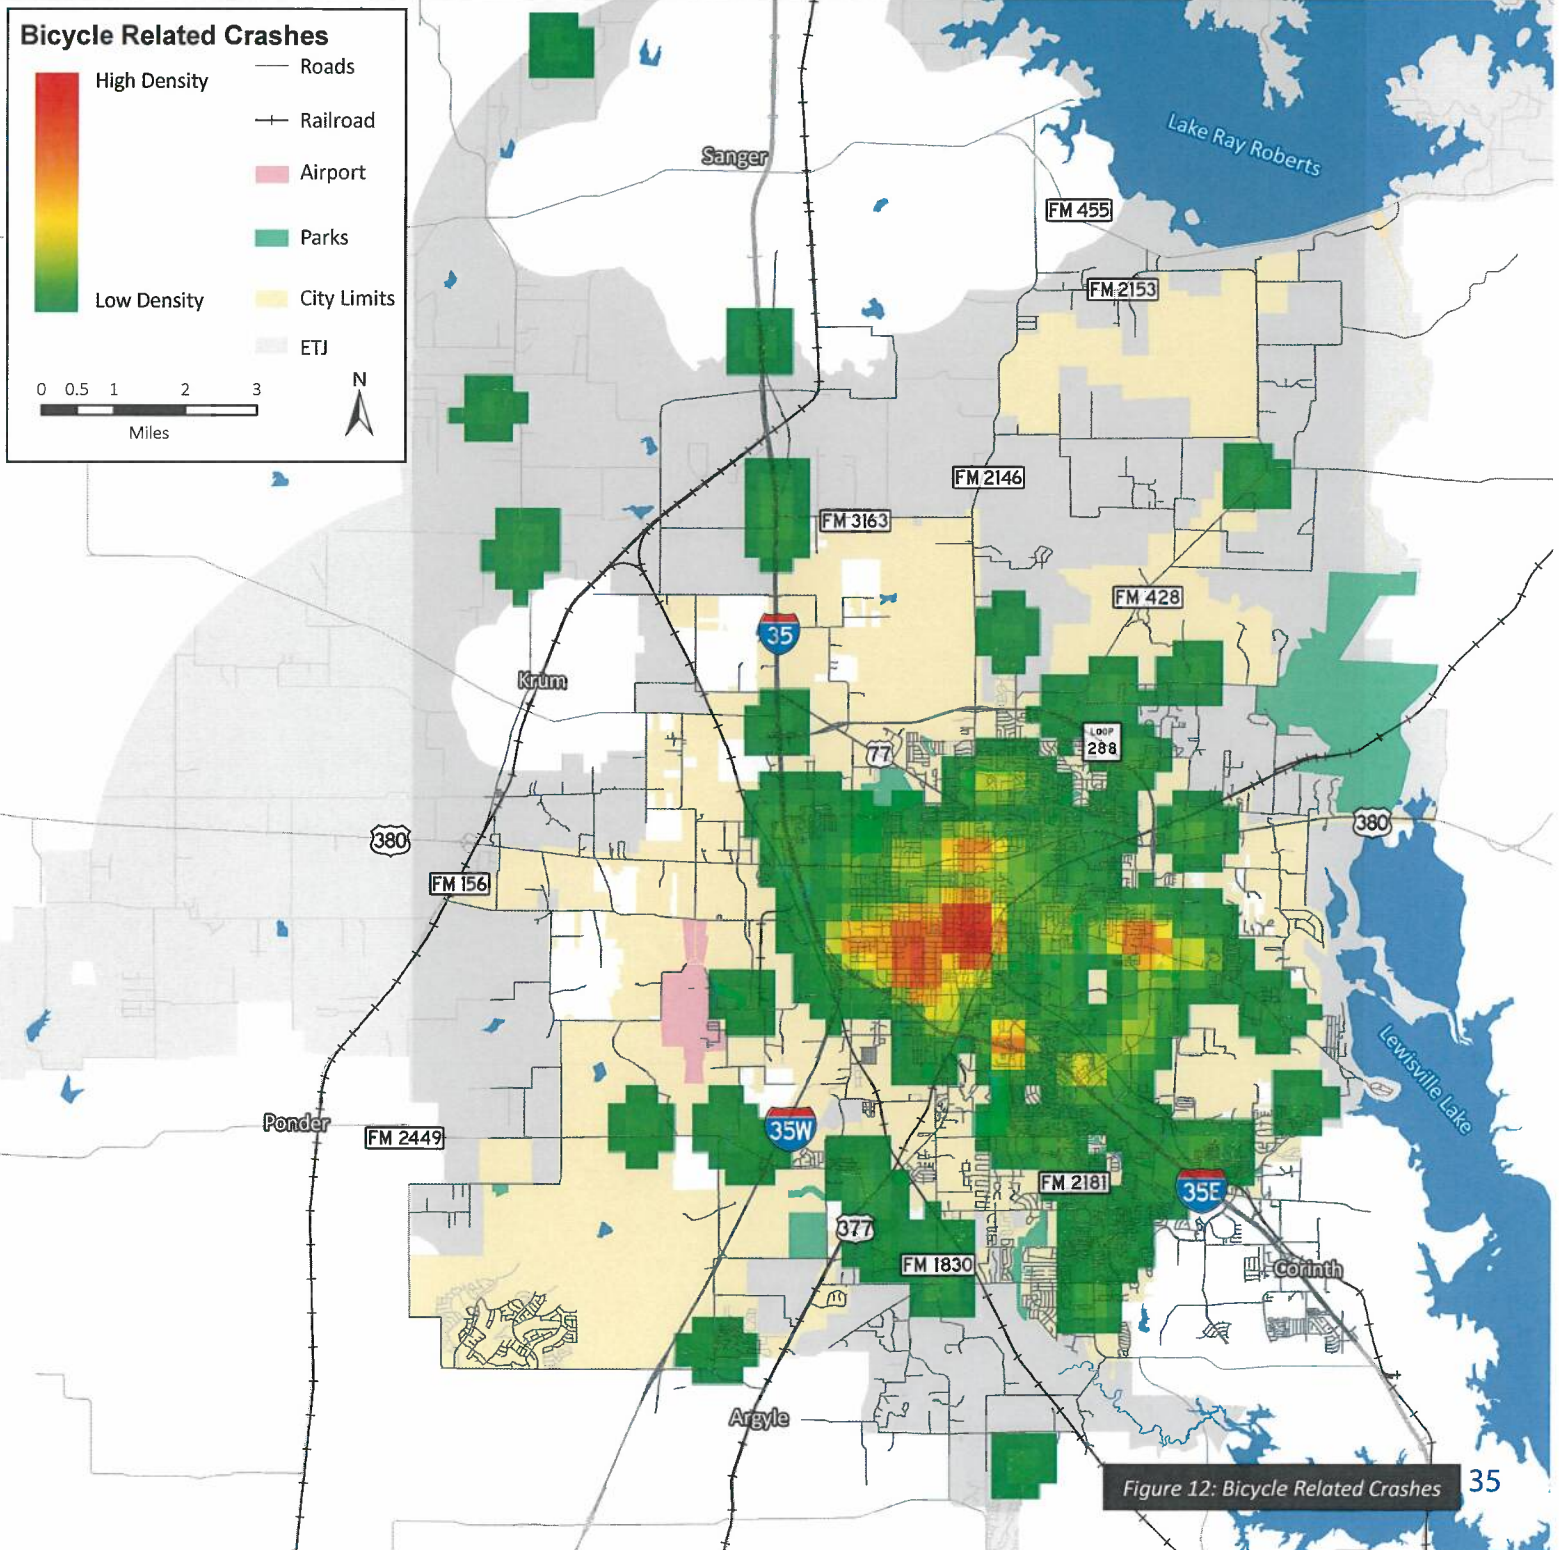 Bicycle Related Crashes
High Density
Low Density
Roads
Railroad
Airport
Parks
City Limits
ETJ
0 0.5 1 2 3
Miles
N
Sanger
Lake Ray Roberts
FM 455
FM 2153
FM 2146
FM 3163
FM 428
35
Krum
LOOP
288
77
380
380
FM 156
Lewisville Lake
Ponder
FM 2449
35W
FM 2181
35E
377
FM 1830
Corinth
Argyle
Figure 12: Bicycle Related Crashes
35